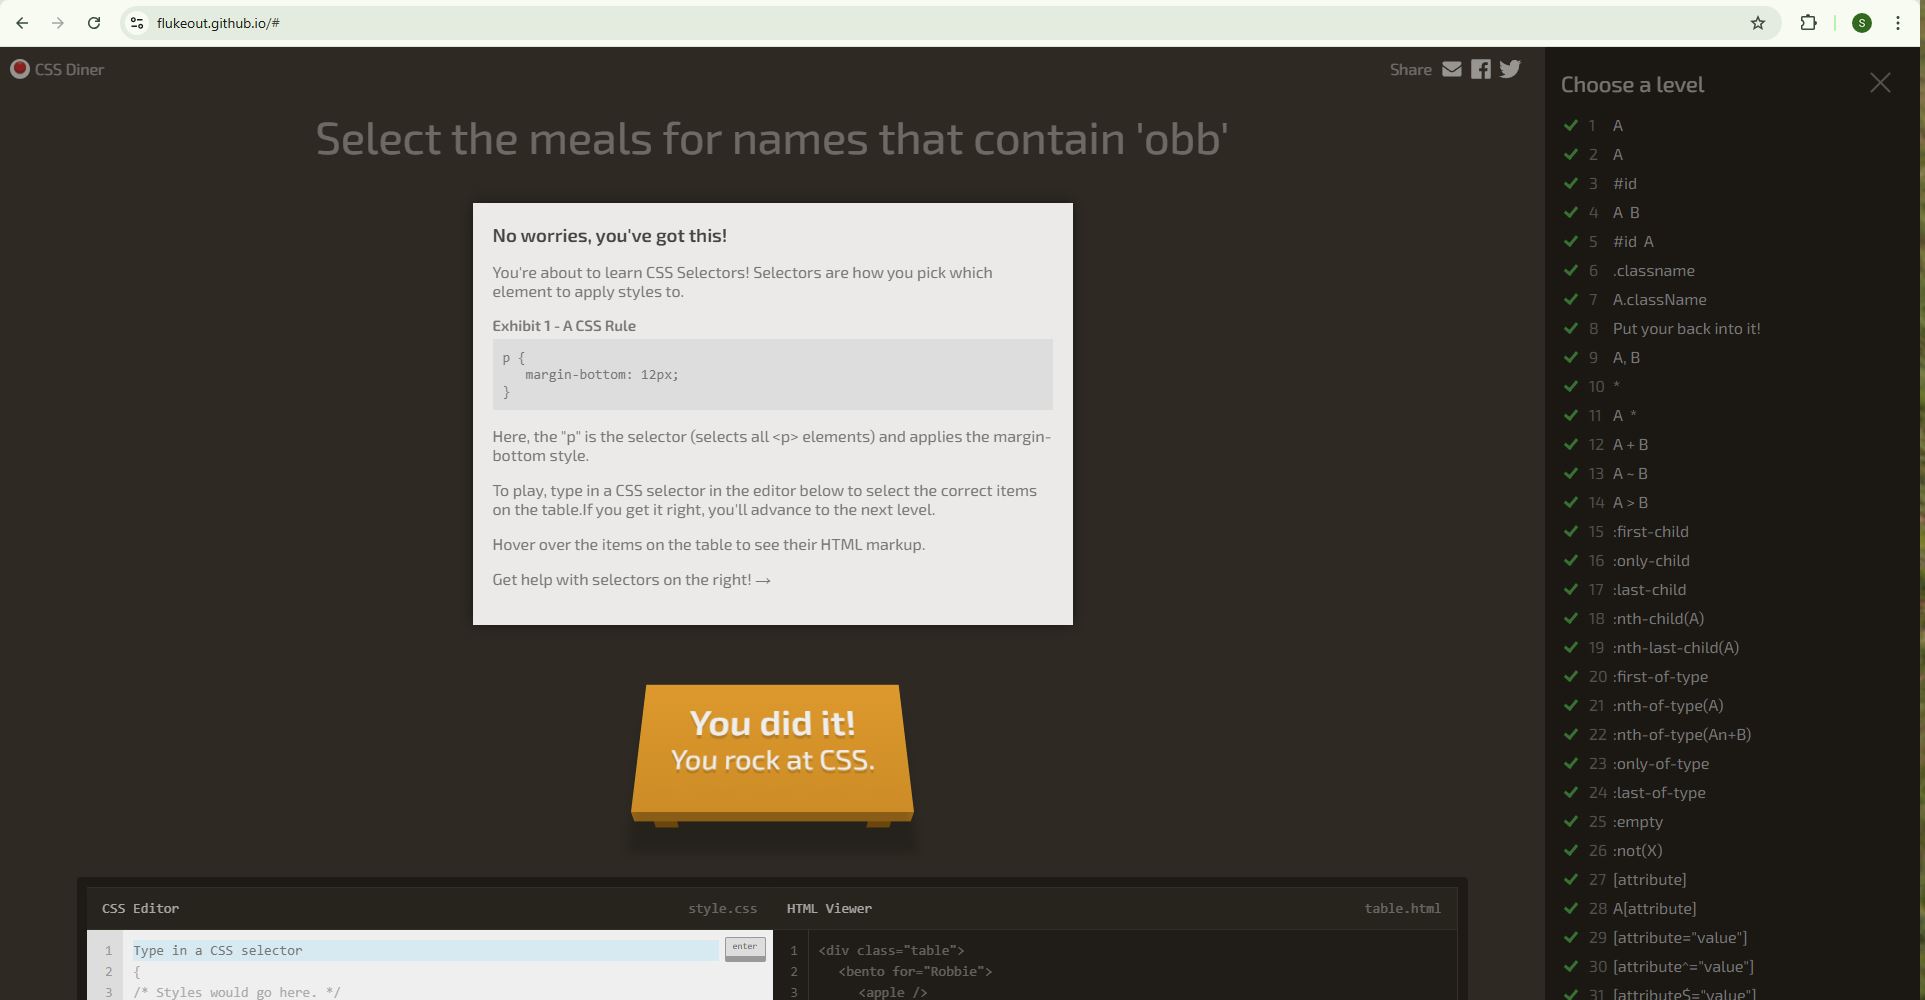 flukeout.github.io/#
S
CSS Diner
Share
Select the meals for names that contain 'obb'
No worries, you've got this!
You're about to learn CSS Selectors! Selectors are how you pick which
element to apply styles to.
Exhibit 1 - A CSS Rule
p {
margin-bottom: 12px;
}
Here, the "p" is the selector (selects all <p> elements) and applies the margin-
bottom style.
To play, type in a CSS selector in the editor below to select the correct items
on the table.If you get it right, you'll advance to the next level.
Hover over the items on the table to see their HTML markup.
Get help with selectors on the right! →
You did it!
You rock at CSS.
CSS Editor style.css
1 Type in a CSS selector enter
2 {
3 /* Styles would go here. */
HTML Viewer table.html
1 <div class="table">
2 <bento for="Robbie">
3 <apple />
Choose a level
1 A
2 A
3 #id
4 A B
5 #id A
6 .classname
7 A.className
8 Put your back into it!
9 A, B
10 *
11 A *
12 A + B
13 A ~ B
14 A > B
15 :first-child
16 :only-child
17 :last-child
18 :nth-child(A)
19 :nth-last-child(A)
20 :first-of-type
21 :nth-of-type(A)
22 :nth-of-type(An+B)
23 :only-of-type
24 :last-of-type
25 :empty
26 :not(X)
27 [attribute]
28 A[attribute]
29 [attribute="value"]
30 [attribute^="value"]
31 [attribute$="value"]